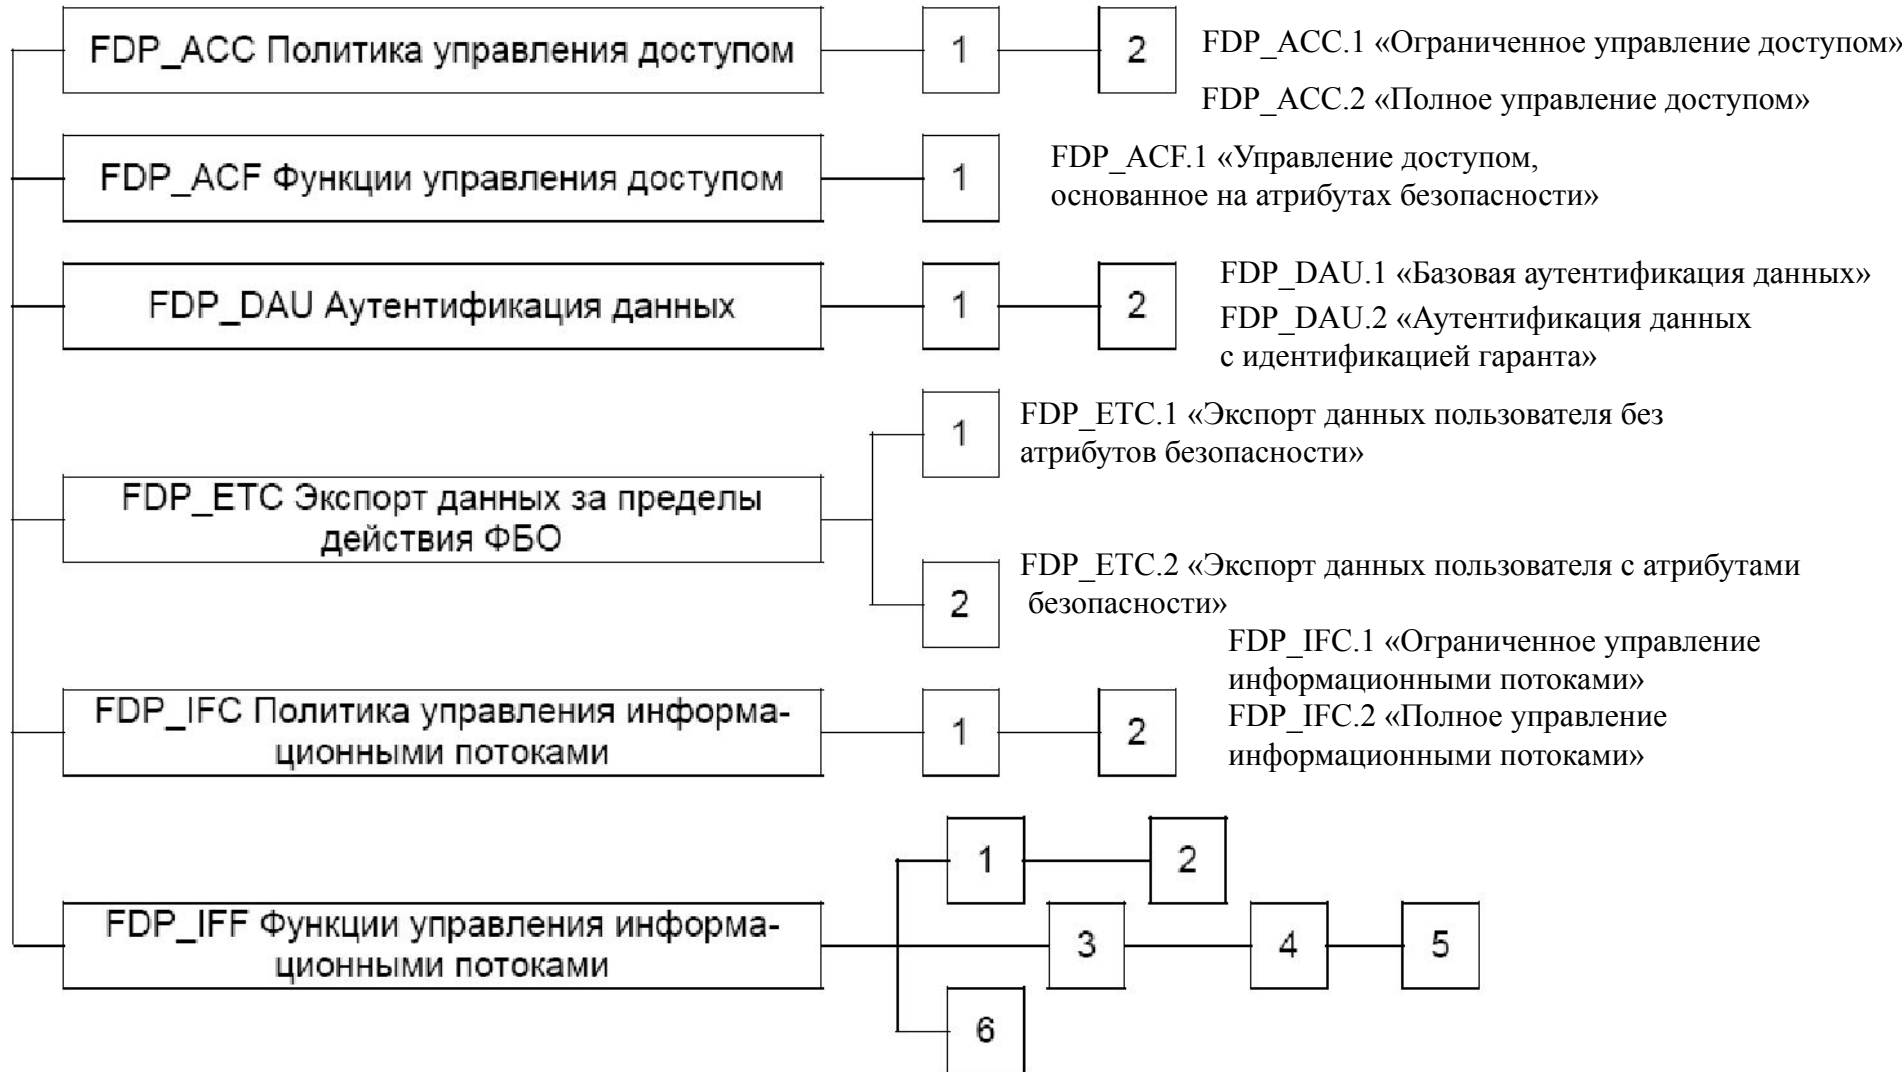 FDP_ACC Политика управления доступом
1
2
FDP_ACC.1 «Ограниченное управление доступом»
FDP_ACC.2 «Полное управление доступом»
FDP_ACF Функции управления доступом
1
FDP_ACF.1 «Управление доступом,
основанное на атрибутах безопасности»
FDP_DAU Аутентификация данных
1
2
FDP_DAU.1 «Базовая аутентификация данных»
FDP_DAU.2 «Аутентификация данных
с идентификацией гаранта»
FDP_ETC Экспорт данных за пределы
действия ФБО
1
FDP_ETC.1 «Экспорт данных пользователя без
атрибутов безопасности»
2
FDP_ETC.2 «Экспорт данных пользователя с атрибутами
безопасности»
FDP_IFC Политика управления информа-
ционными потоками
1
2
FDP_IFC.1 «Ограниченное управление
информационными потоками»
FDP_IFC.2 «Полное управление
информационными потоками»
FDP_IFF Функции управления информа-
ционными потоками
1
2
3
4
5
6